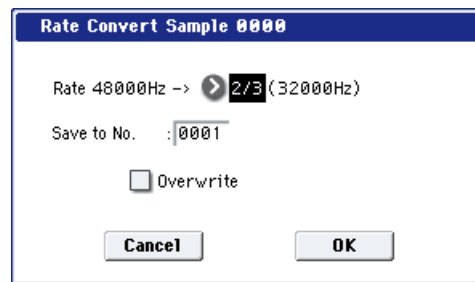 Rate Convert Sample 0000
Rate 48000Hz -> 2/3 (32000Hz)
Save to No. :0001
Overwrite
Cancel OK